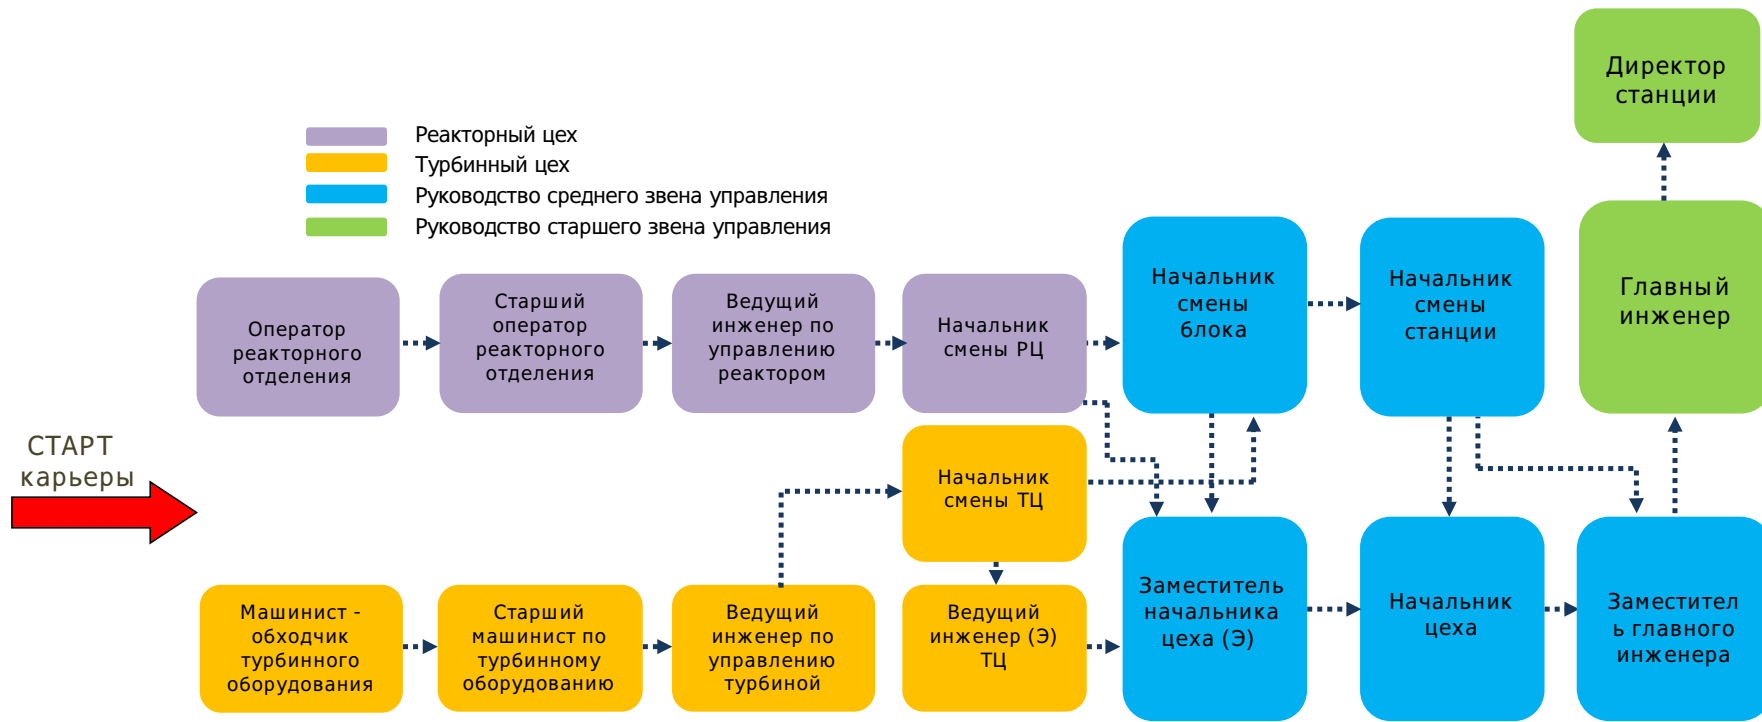 Директор
станции
Реакторный цех
Турбинный цех
Руководство среднего звена управления
Руководство старшего звена управления
Оператор
реакторного
отделения
Старший
оператор
реакторного
отделения
Ведущий
инженер по
управлению
реактором
Начальник
смены РЦ
Начальник
смены
блока
Начальник
смены
станции
Главный
инженер
СТАРТ
карьеры
Начальник
смены ТЦ
Машинист -
обходчик
турбинного
оборудования
Старший
машинист по
турбинному
оборудованию
Ведущий
инженер по
управлению
турбиной
Ведущий
инженер (Э)
ТЦ
Заместитель
начальника
цеха (Э)
Начальник
цеха
Заместител
ь главного
инженера